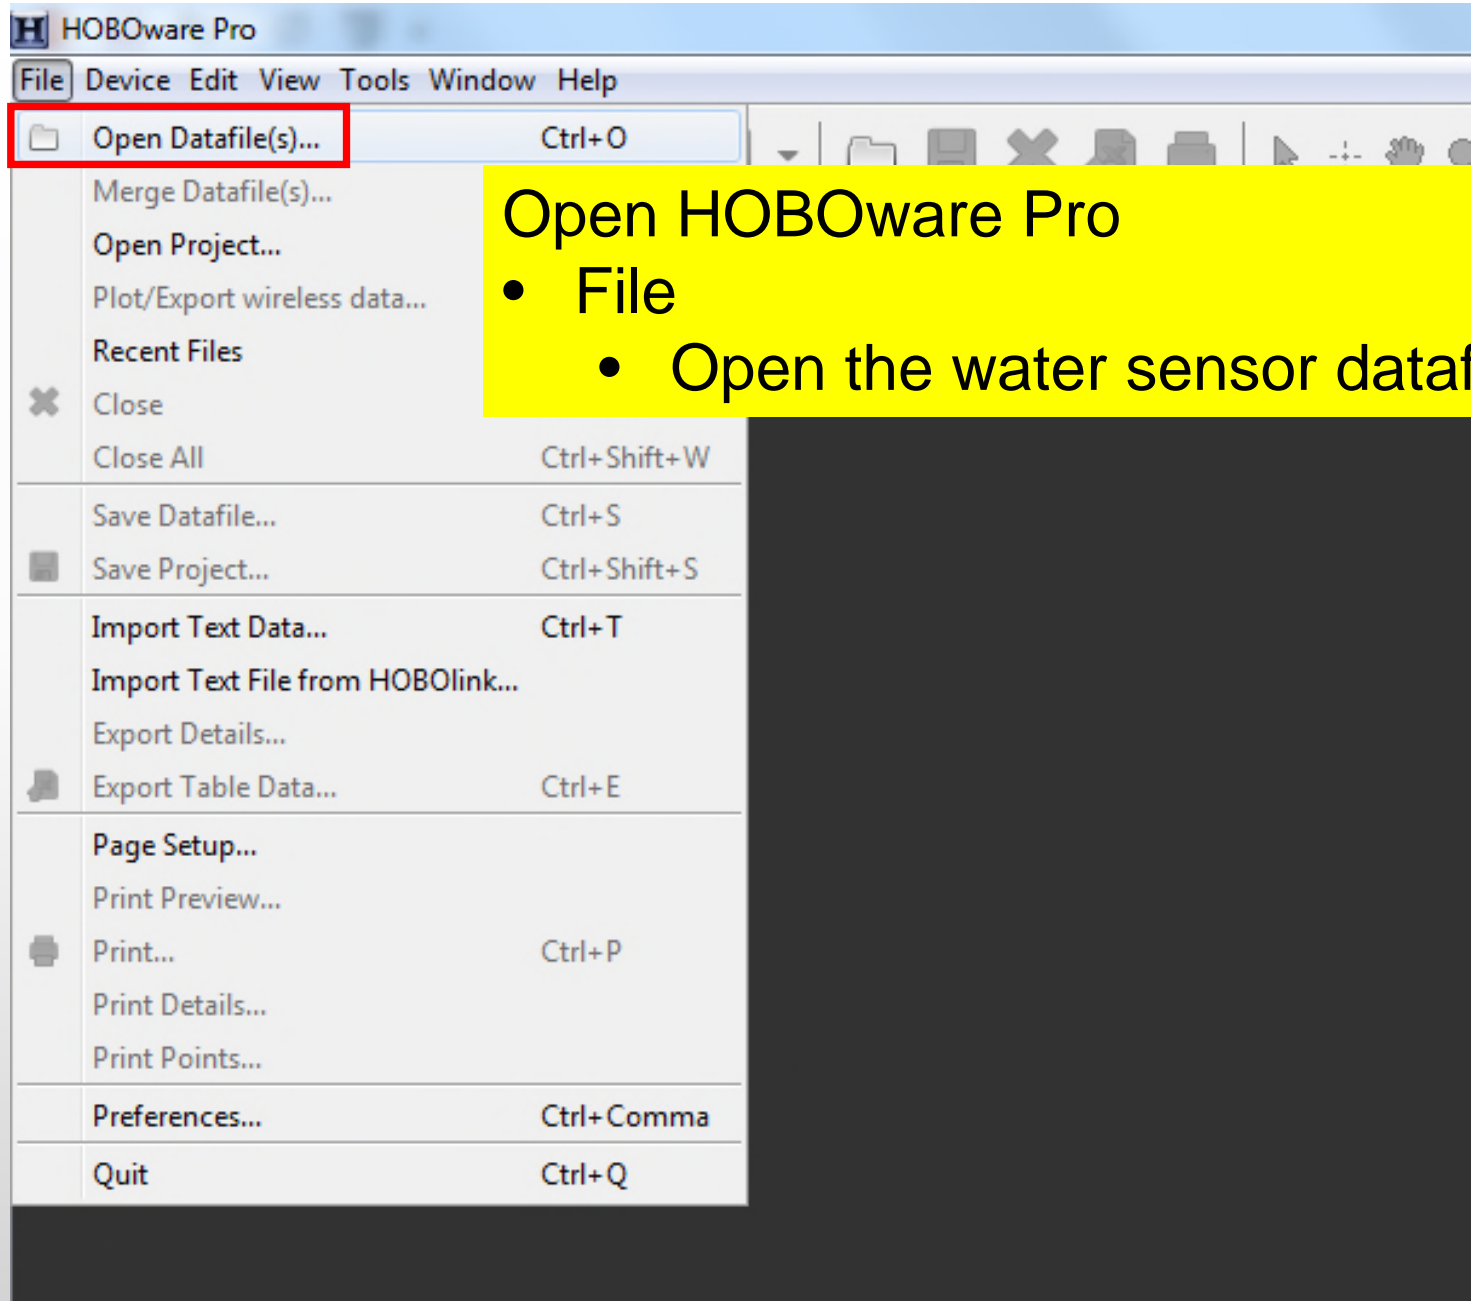 HOBOware Pro
File Device Edit View Tools Window Help
Open Datafile(s)... Ctrl+O
Merge Datafile(s)...
Open Project...
Plot/Export wireless data...
Recent Files
Close
Close All Ctrl+Shift+W
Save Datafile... Ctrl+S
Save Project... Ctrl+Shift+S
Import Text Data... Ctrl+T
Import Text File from HOBOlink...
Export Details...
Export Table Data... Ctrl+E
Page Setup...
Print Preview...
Print... Ctrl+P
Print Details...
Print Points...
Preferences... Ctrl+Comma
Quit Ctrl+Q
Open HOBOware Pro
• File
• Open the water sensor